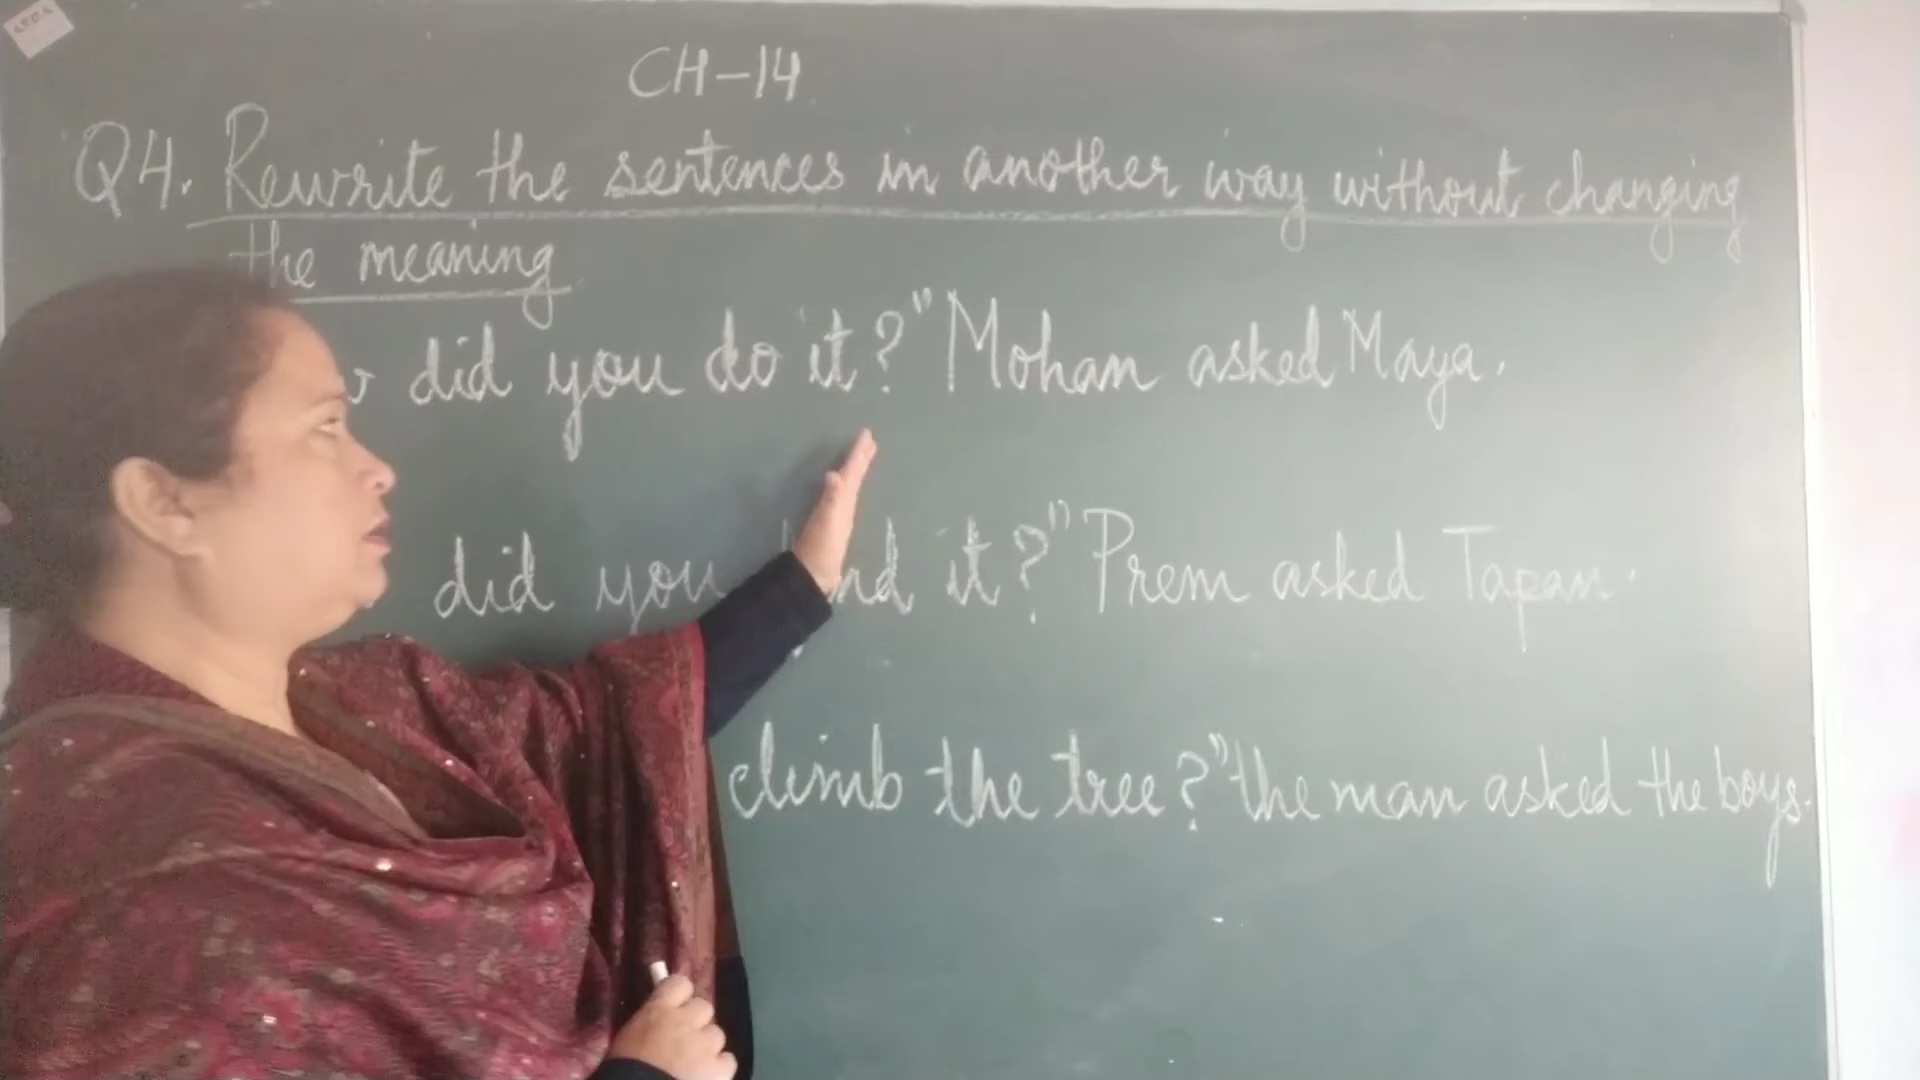 CH-14
Q4. Rewrite the sentences in another way without changing
the meaning
did you do it?" Mohan asked Maya.
did you it?" Prem asked Tapan.
climb the tree?" the man asked the boys.